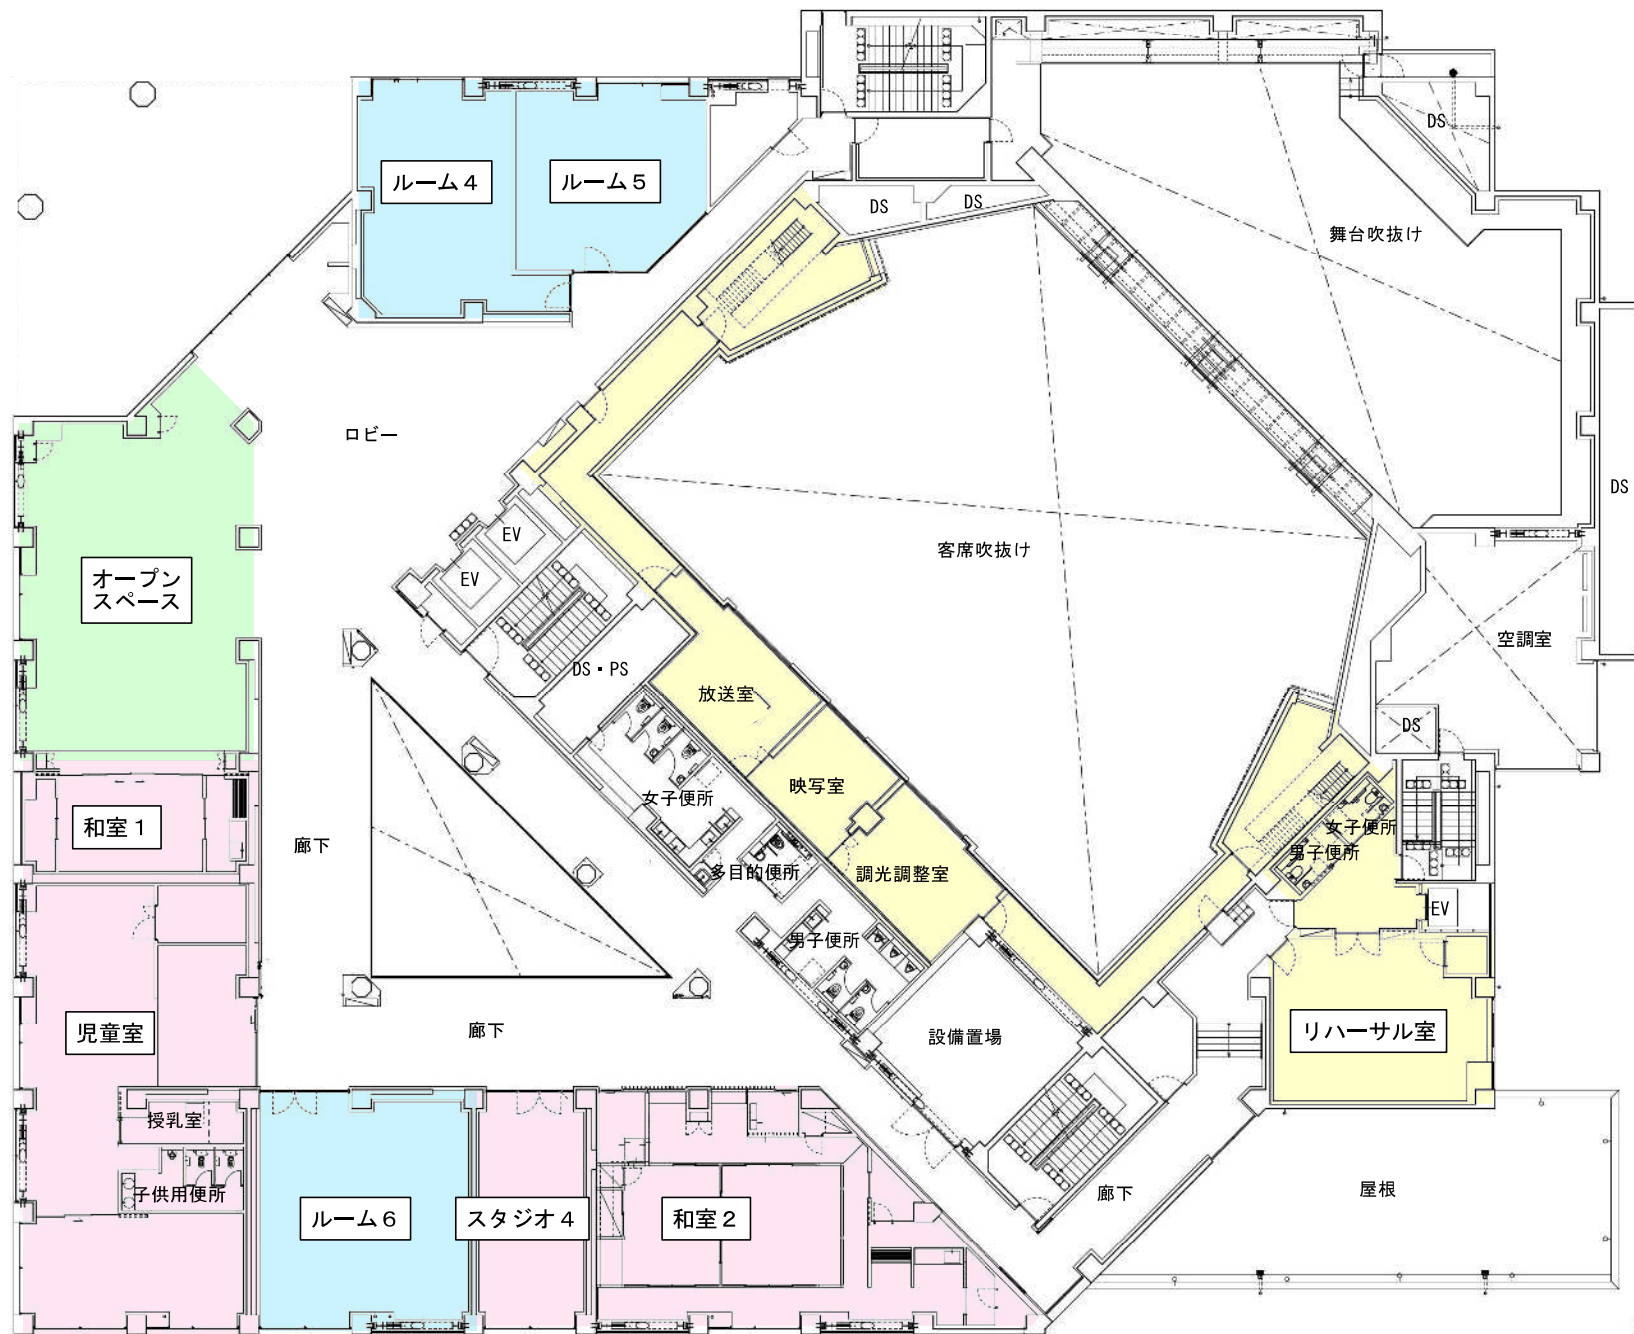 DS
ルーム４
ルーム５
DS
DS
舞台吹抜け
ロビー
DS
EV
客席吹抜け
EV
オープン
スペース
空調室
DS・PS
放送室
DS
映写室
女子便所
和室１
女子便所
廊下
男子便所
多目的便所
調光調整室
EV
男子便所
児童室
廊下
設備置場
リハーサル室
授乳室
子供用便所
廊下
屋根
ルーム６
スタジオ４
和室２